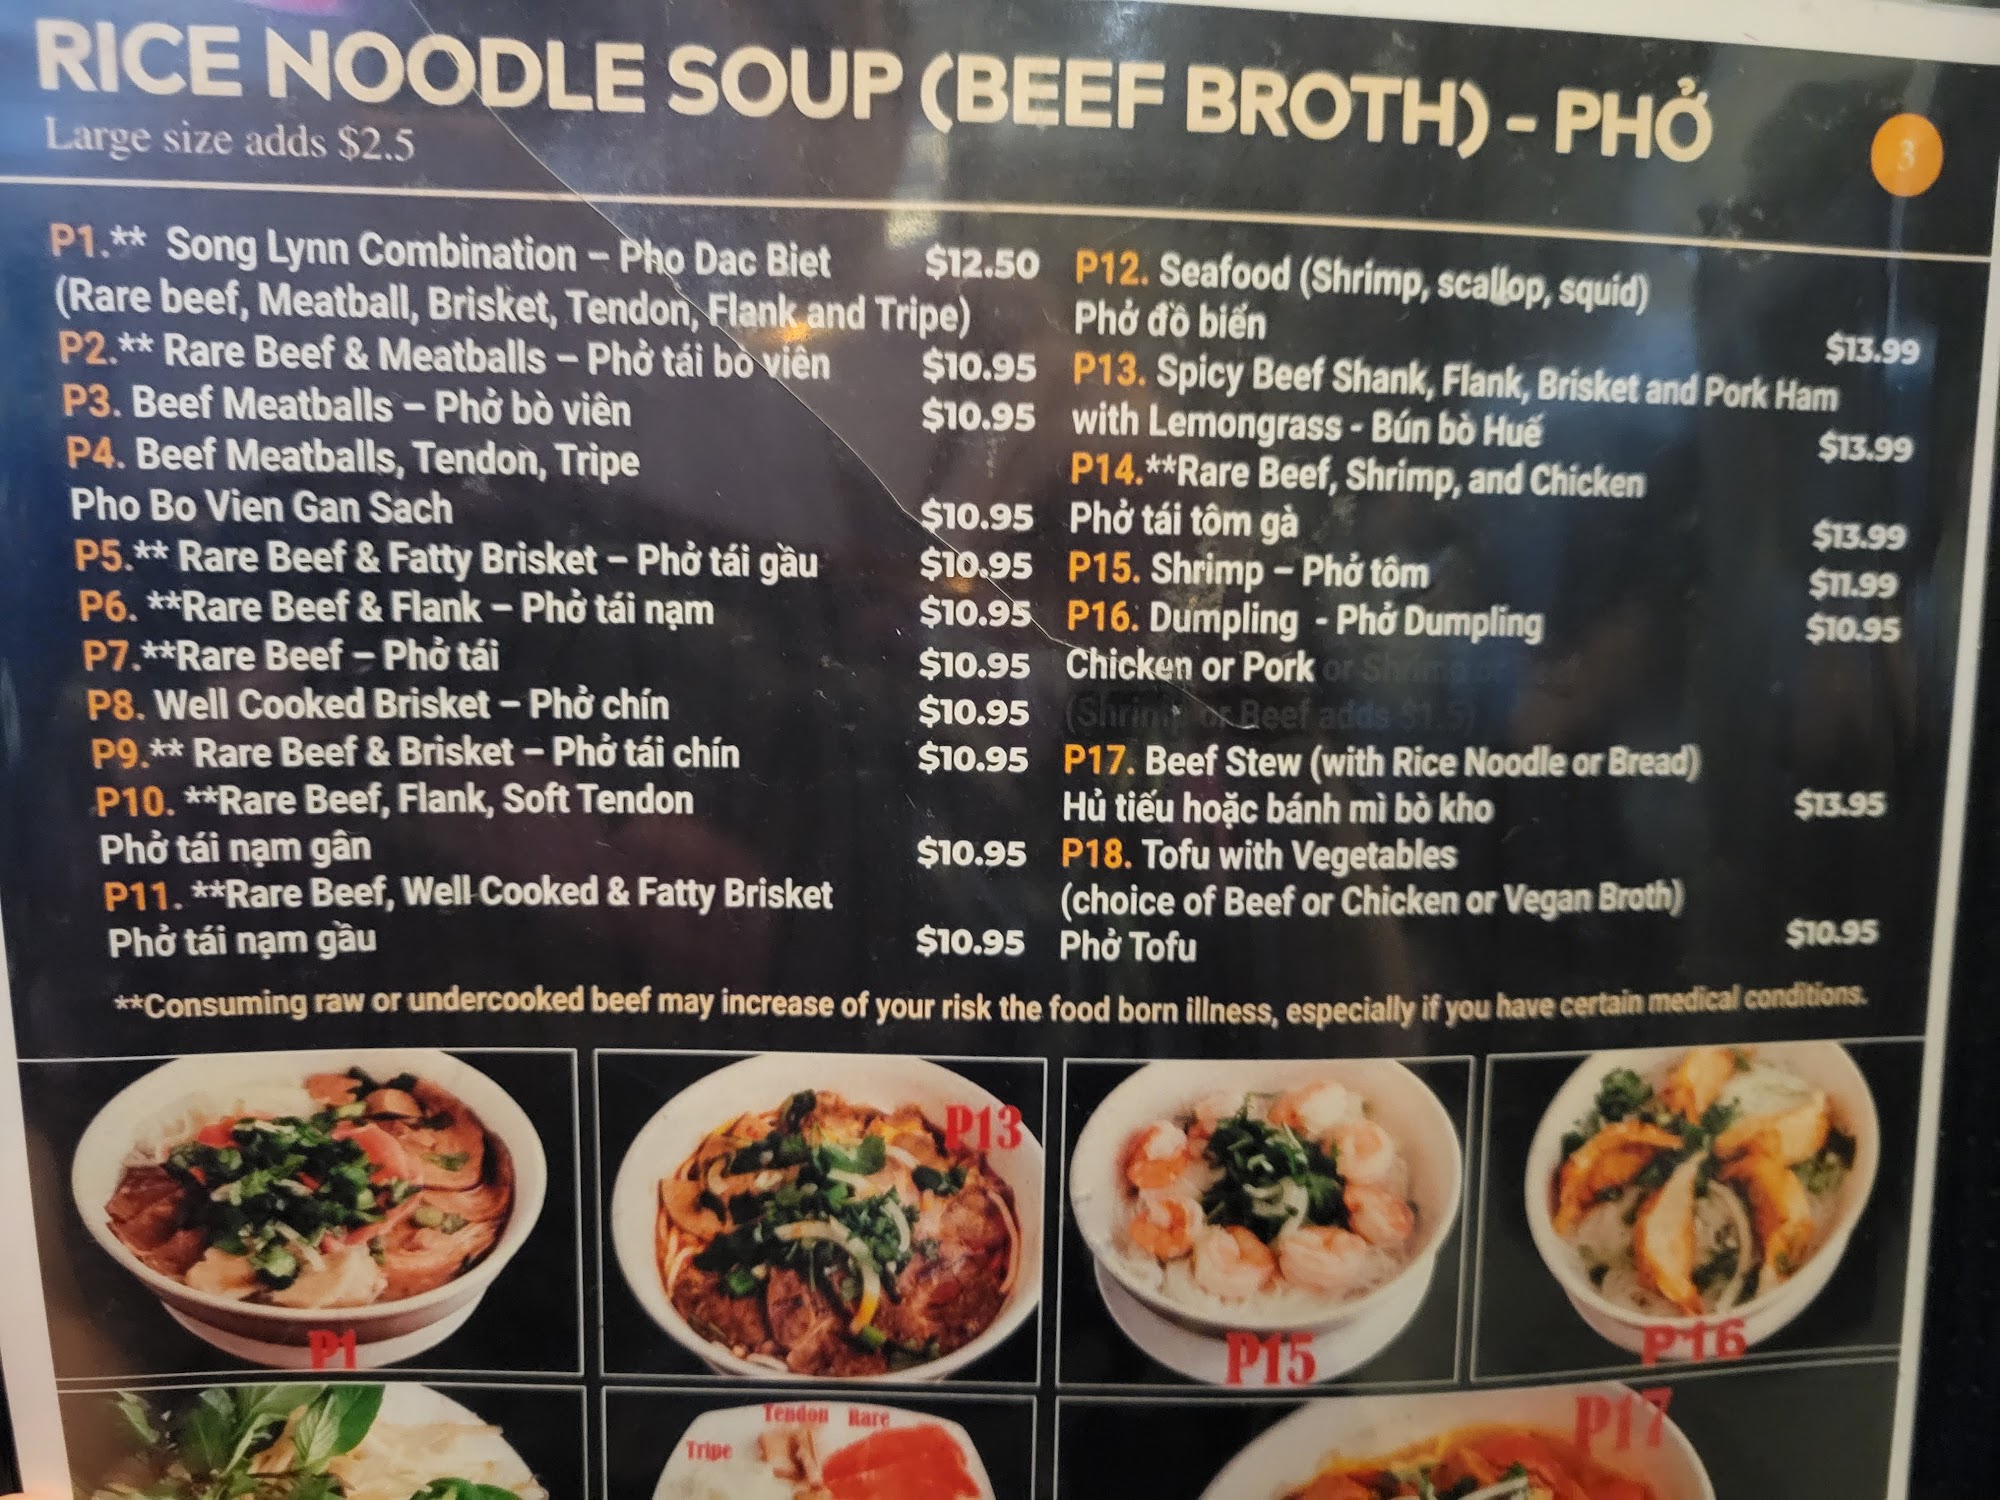 RICE NOODLE SOUP (BEEF BROTH) - PHỞ
Large size adds $2.5
3
P1.** Song Lynn Combination – Pho Dac Biet $12.50
(Rare beef, Meatball, Brisket, Tendon, Flank and Tripe)
P2.** Rare Beef & Meatballs – Phở tái bò viên $10.95
P3. Beef Meatballs – Phở bò viên $10.95
P4. Beef Meatballs, Tendon, Tripe
Pho Bo Vien Gan Sach $10.95
P5.** Rare Beef & Fatty Brisket – Phở tái gầu $10.95
P6. **Rare Beef & Flank – Phở tái nạm $10.95
P7.**Rare Beef – Phở tái $10.95
P8. Well Cooked Brisket – Phở chín $10.95
P9.** Rare Beef & Brisket – Phở tái chín $10.95
P10. **Rare Beef, Flank, Soft Tendon
Phở tái nạm gân $10.95
P11. **Rare Beef, Well Cooked & Fatty Brisket
Phở tái nạm gầu $10.95
P12. Seafood (Shrimp, scallop, squid)
Phở đồ biển $13.99
P13. Spicy Beef Shank, Flank, Brisket and Pork Ham
with Lemongrass - Bún bò Huế $13.99
P14.**Rare Beef, Shrimp, and Chicken
Phở tái tôm gà $13.99
P15. Shrimp – Phở tôm $11.99
P16. Dumpling - Phở Dumpling $10.95
Chicken or Pork or Shrimp or Beef
(Shrimp or Beef adds $1.5)
P17. Beef Stew (with Rice Noodle or Bread)
Hủ tiếu hoặc bánh mì bò kho $13.95
P18. Tofu with Vegetables
(choice of Beef or Chicken or Vegan Broth)
Phở Tofu $10.95
**Consuming raw or undercooked beef may increase of your risk the food born illness, especially if you have certain medical conditions.
P1
P13
P15
P16
Tendon Rare
Tripe
P17